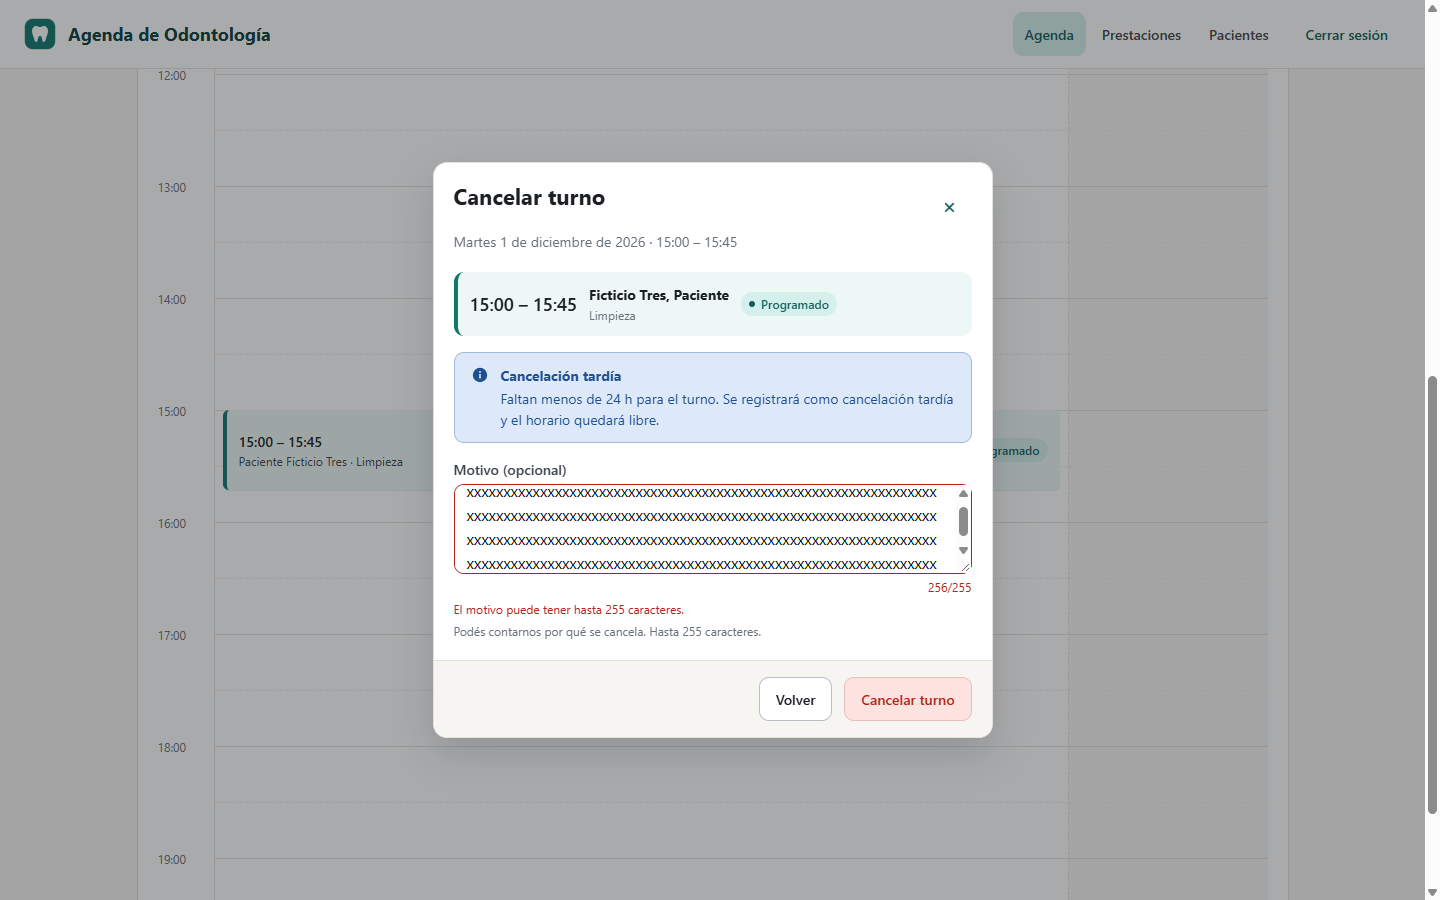 Agenda de Odontología
Agenda
Prestaciones
Pacientes
Cerrar sesión
12:00
13:00
14:00
15:00
16:00
17:00
18:00
19:00
15:00 – 15:45
Paciente Ficticio Tres · Limpieza
gramado
Cancelar turno
Martes 1 de diciembre de 2026 · 15:00 – 15:45
15:00 – 15:45
Ficticio Tres, Paciente
Limpieza
Programado
Cancelación tardía
Faltan menos de 24 h para el turno. Se registrará como cancelación tardía
y el horario quedará libre.
Motivo (opcional)
xxxxxxxxxxxxxxxxxxxxxxxxxxxxxxxxxxxxxxxxxxxxxxxxxxxxxxxxxxxxxxxx
xxxxxxxxxxxxxxxxxxxxxxxxxxxxxxxxxxxxxxxxxxxxxxxxxxxxxxxxxxxxxxxx
xxxxxxxxxxxxxxxxxxxxxxxxxxxxxxxxxxxxxxxxxxxxxxxxxxxxxxxxxxxxxxxx
xxxxxxxxxxxxxxxxxxxxxxxxxxxxxxxxxxxxxxxxxxxxxxxxxxxxxxxxxxxxxxxx
256/255
El motivo puede tener hasta 255 caracteres.
Podés contarnos por qué se cancela. Hasta 255 caracteres.
Volver
Cancelar turno